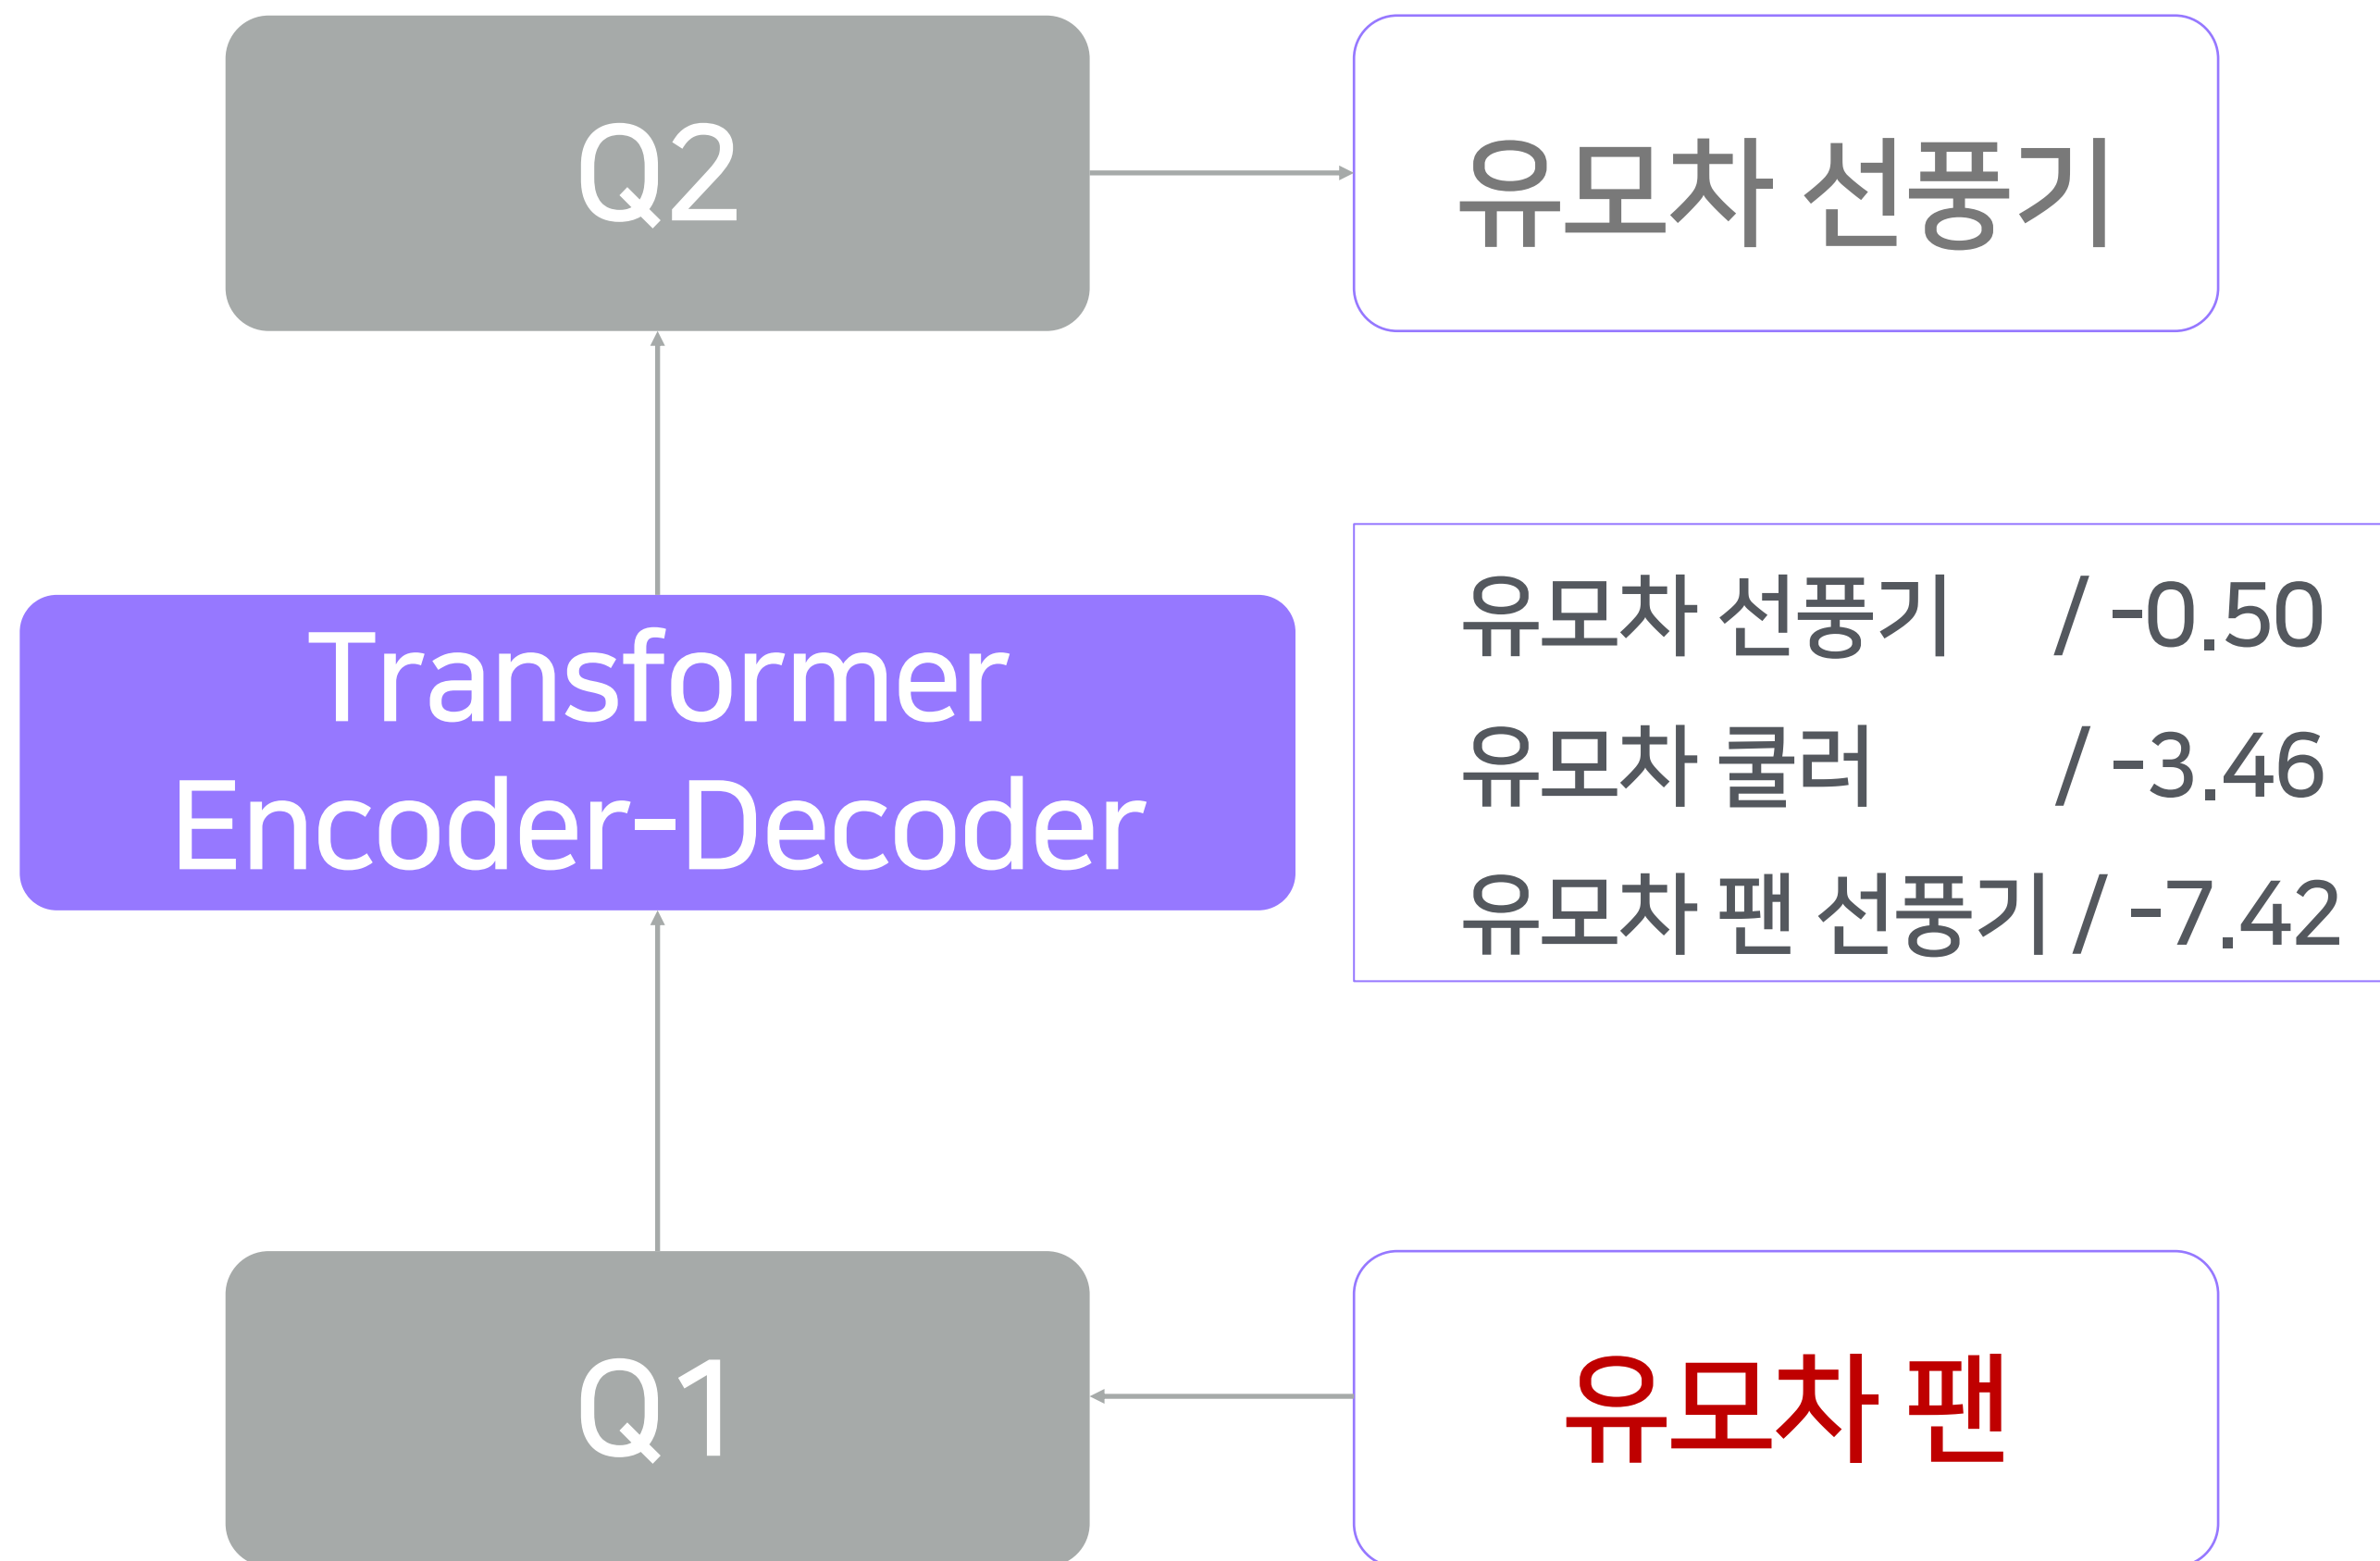 Q2
유모차 선풍기
유모차 선풍기 / -0.50
유모차 쿨러 / -3.46
유모차 팬 선풍기 / -7.42
Transformer
Encoder-Decoder
Q1
유모차 팬